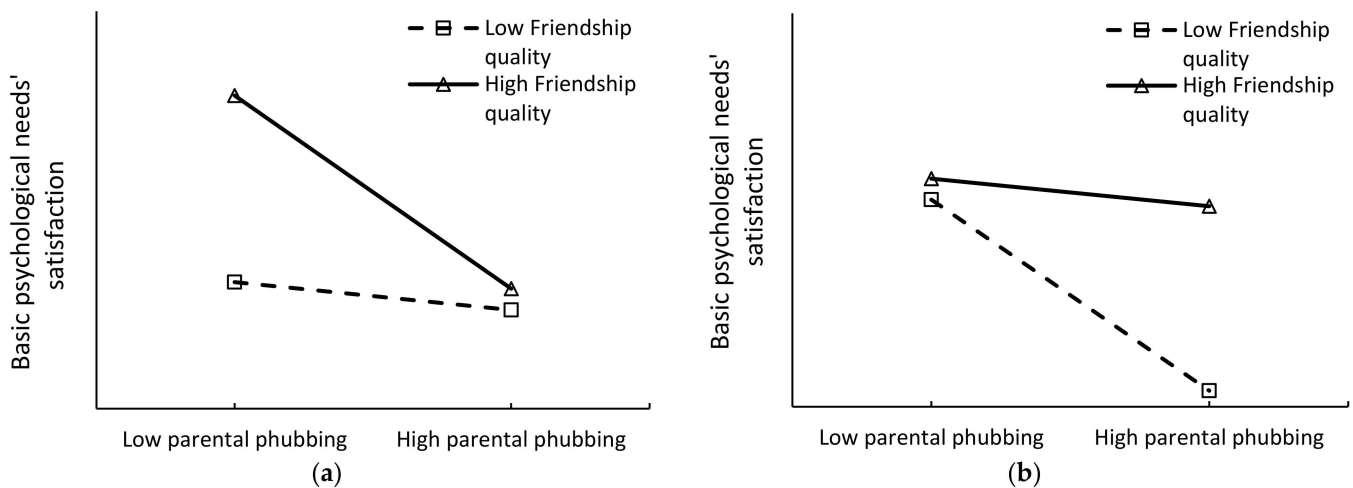 Basic psychological needs'
satisfaction
Low Friendship
quality
High Friendship
quality
Low parental phubbing
High parental phubbing
(a)
Basic psychological needs'
satisfaction
Low Friendship
quality
High Friendship
quality
Low parental phubbing
High parental phubbing
(b)